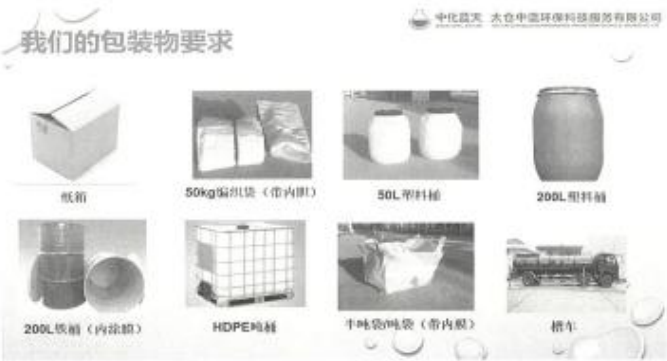 中化蓝天 太仓中蓝环保科技服务有限公司
我们的包装物要求
纸箱
50kg编织袋（带内胆）
50L塑料桶
200L塑料桶
200L铁桶（内涂膜）
HDPE吨桶
半吨袋/吨袋（带内膜）
槽车